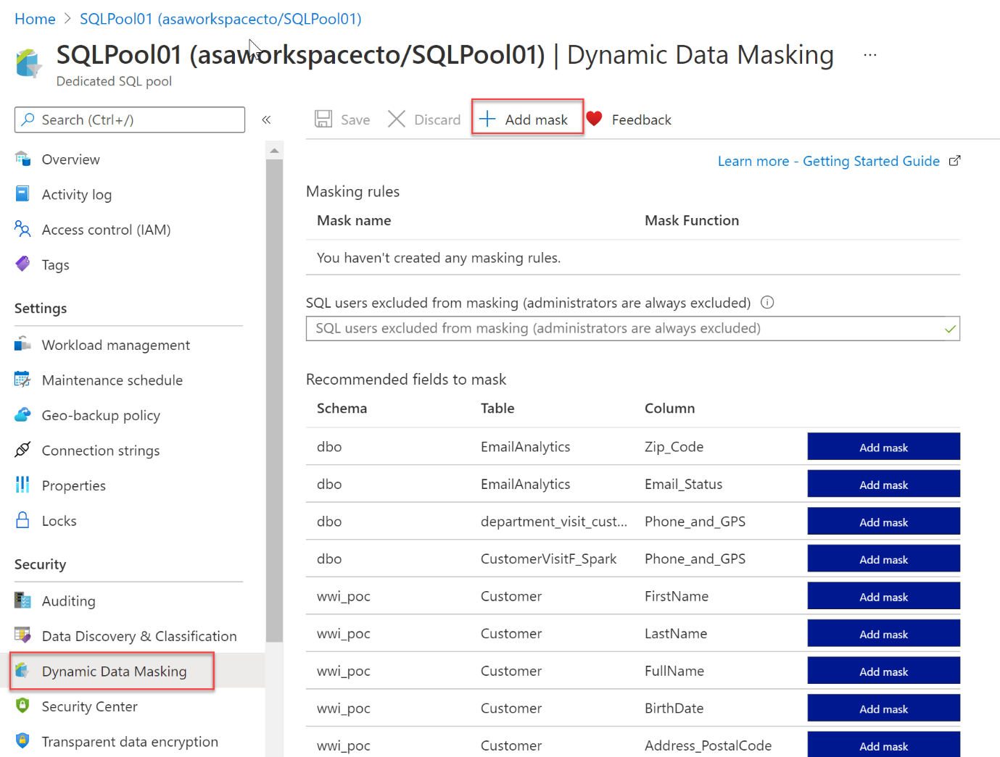 Home > SQLPool01 (asaworkspacecto/SQLPool01)
SQLPool01 (asaworkspacecto/SQLPool01) | Dynamic Data Masking ...
Dedicated SQL pool
Search (Ctrl+/)
«
Save
Discard
Add mask
Feedback
Overview
Activity log
Access control (IAM)
Tags
Settings
Workload management
Maintenance schedule
Geo-backup policy
Connection strings
Properties
Locks
Security
Auditing
Data Discovery & Classification
Dynamic Data Masking
Security Center
Transparent data encryption
Learn more - Getting Started Guide
Masking rules
Mask name Mask Function
You haven't created any masking rules.
SQL users excluded from masking (administrators are always excluded)
SQL users excluded from masking (administrators are always excluded)
Recommended fields to mask
Schema Table Column
dbo EmailAnalytics Zip_Code Add mask
dbo EmailAnalytics Email_Status Add mask
dbo department_visit_cust... Phone_and_GPS Add mask
dbo CustomerVisitF_Spark Phone_and_GPS Add mask
wwi_poc Customer FirstName Add mask
wwi_poc Customer LastName Add mask
wwi_poc Customer FullName Add mask
wwi_poc Customer BirthDate Add mask
wwi_poc Customer Address_PostalCode Add mask